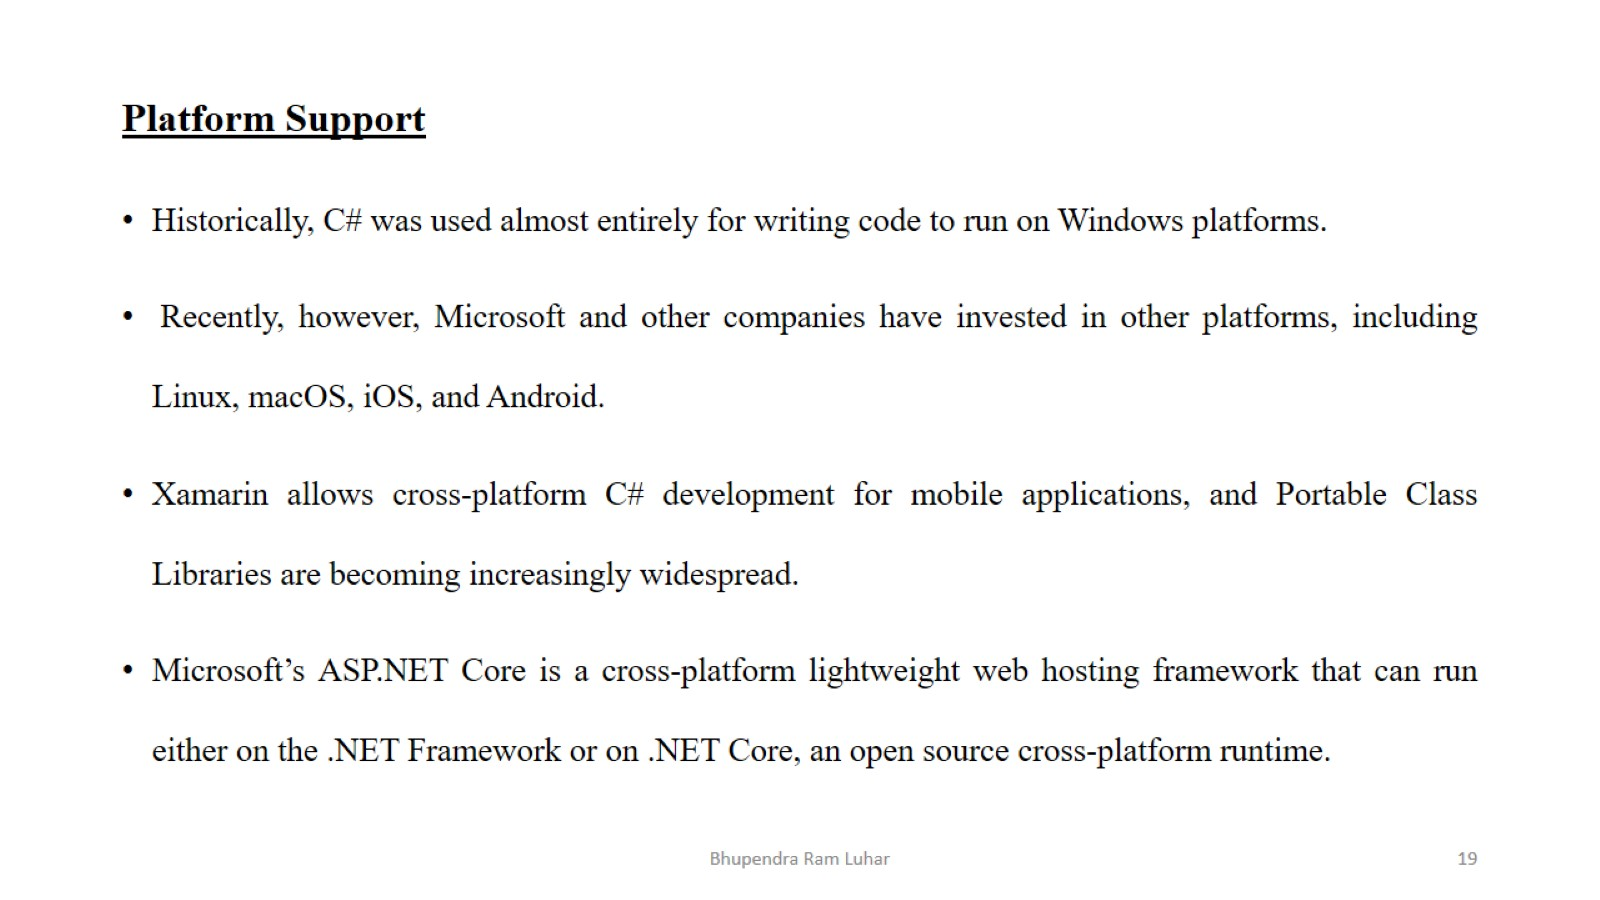 Platform Support
• Historically, C# was used almost entirely for writing code to run on Windows platforms.
• Recently, however, Microsoft and other companies have invested in other platforms, including
Linux, macOS, iOS, and Android.
• Xamarin allows cross-platform C# development for mobile applications, and Portable Class
Libraries are becoming increasingly widespread.
• Microsoft’s ASP.NET Core is a cross-platform lightweight web hosting framework that can run
either on the .NET Framework or on .NET Core, an open source cross-platform runtime.
Bhupendra Ram Luhar
19